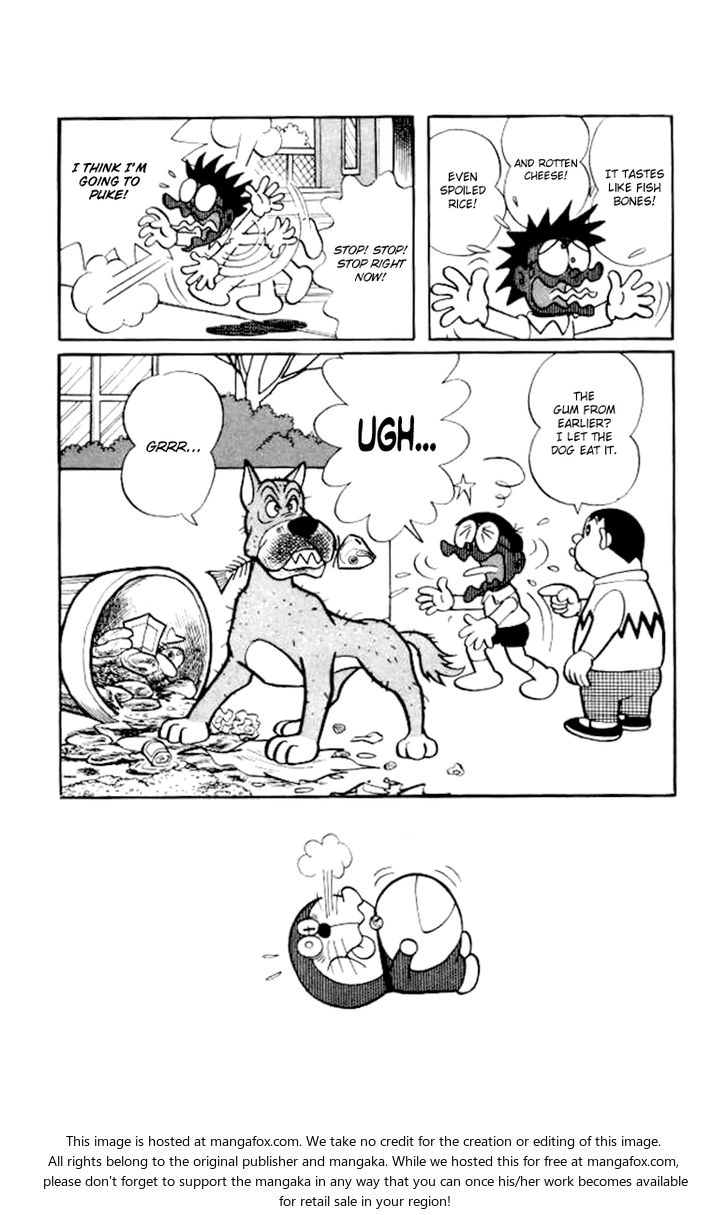 I THINK I'M
GOING TO
PUKE!
STOP! STOP!
STOP RIGHT
NOW!
EVEN
SPOILED
RICE!
AND ROTTEN
CHEESE!
IT TASTES
LIKE FISH
BONES!
GRRR...
UGH...
THE
GUM FROM
EARLIER?
I LET THE
DOG EAT IT.
This image is hosted at mangafox.com. We take no credit for the creation or editing of this image.
All rights belong to the original publisher and mangaka. While we hosted this for free at mangafox.com,
please don't forget to support the mangaka in any way that you can once his/her work becomes available
for retail sale in your region!